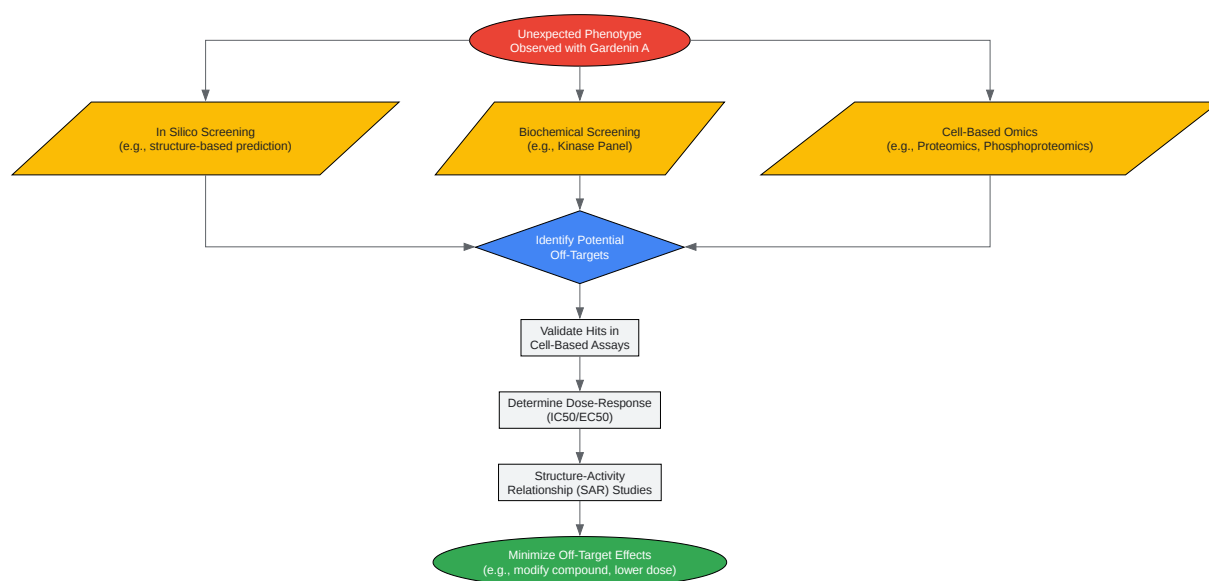 Unexpected Phenotype
Observed with Gardenin A
In Silico Screening
(e.g., structure-based prediction)
Biochemical Screening
(e.g., Kinase Panel)
Cell-Based Omics
(e.g., Proteomics, Phosphoproteomics)
Identify Potential
Off-Targets
Validate Hits in
Cell-Based Assays
Determine Dose-Response
(IC50/EC50)
Structure-Activity
Relationship (SAR) Studies
Minimize Off-Target Effects
(e.g., modify compound, lower dose)